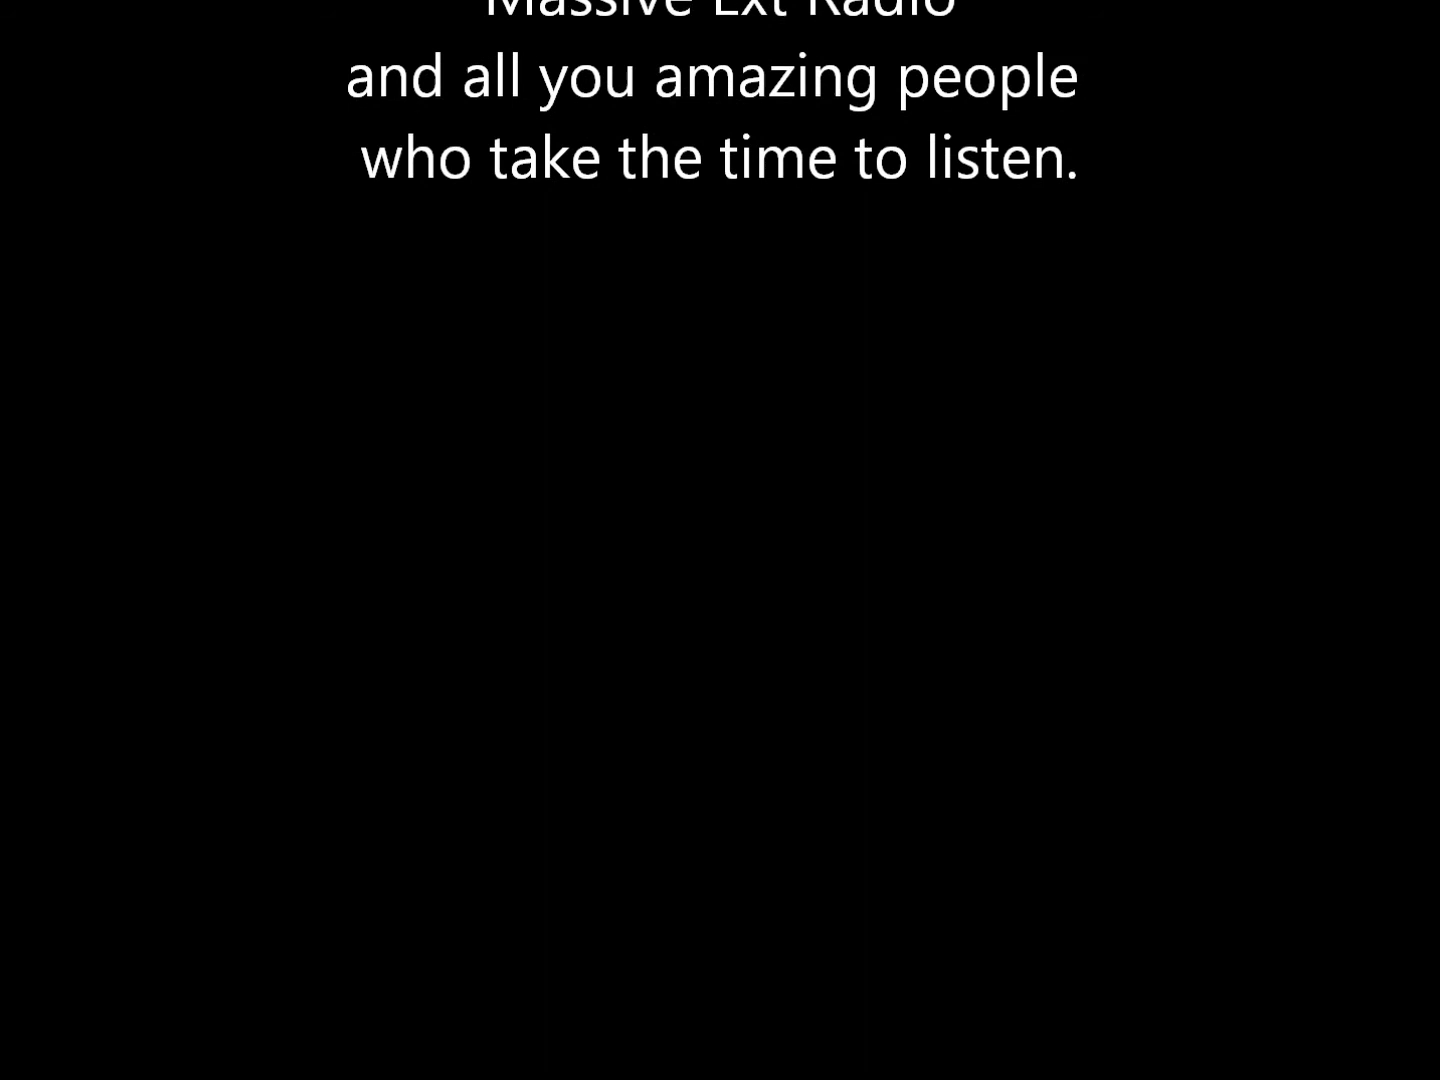 Massive Ext Radio
and all you amazing people
who take the time to listen.